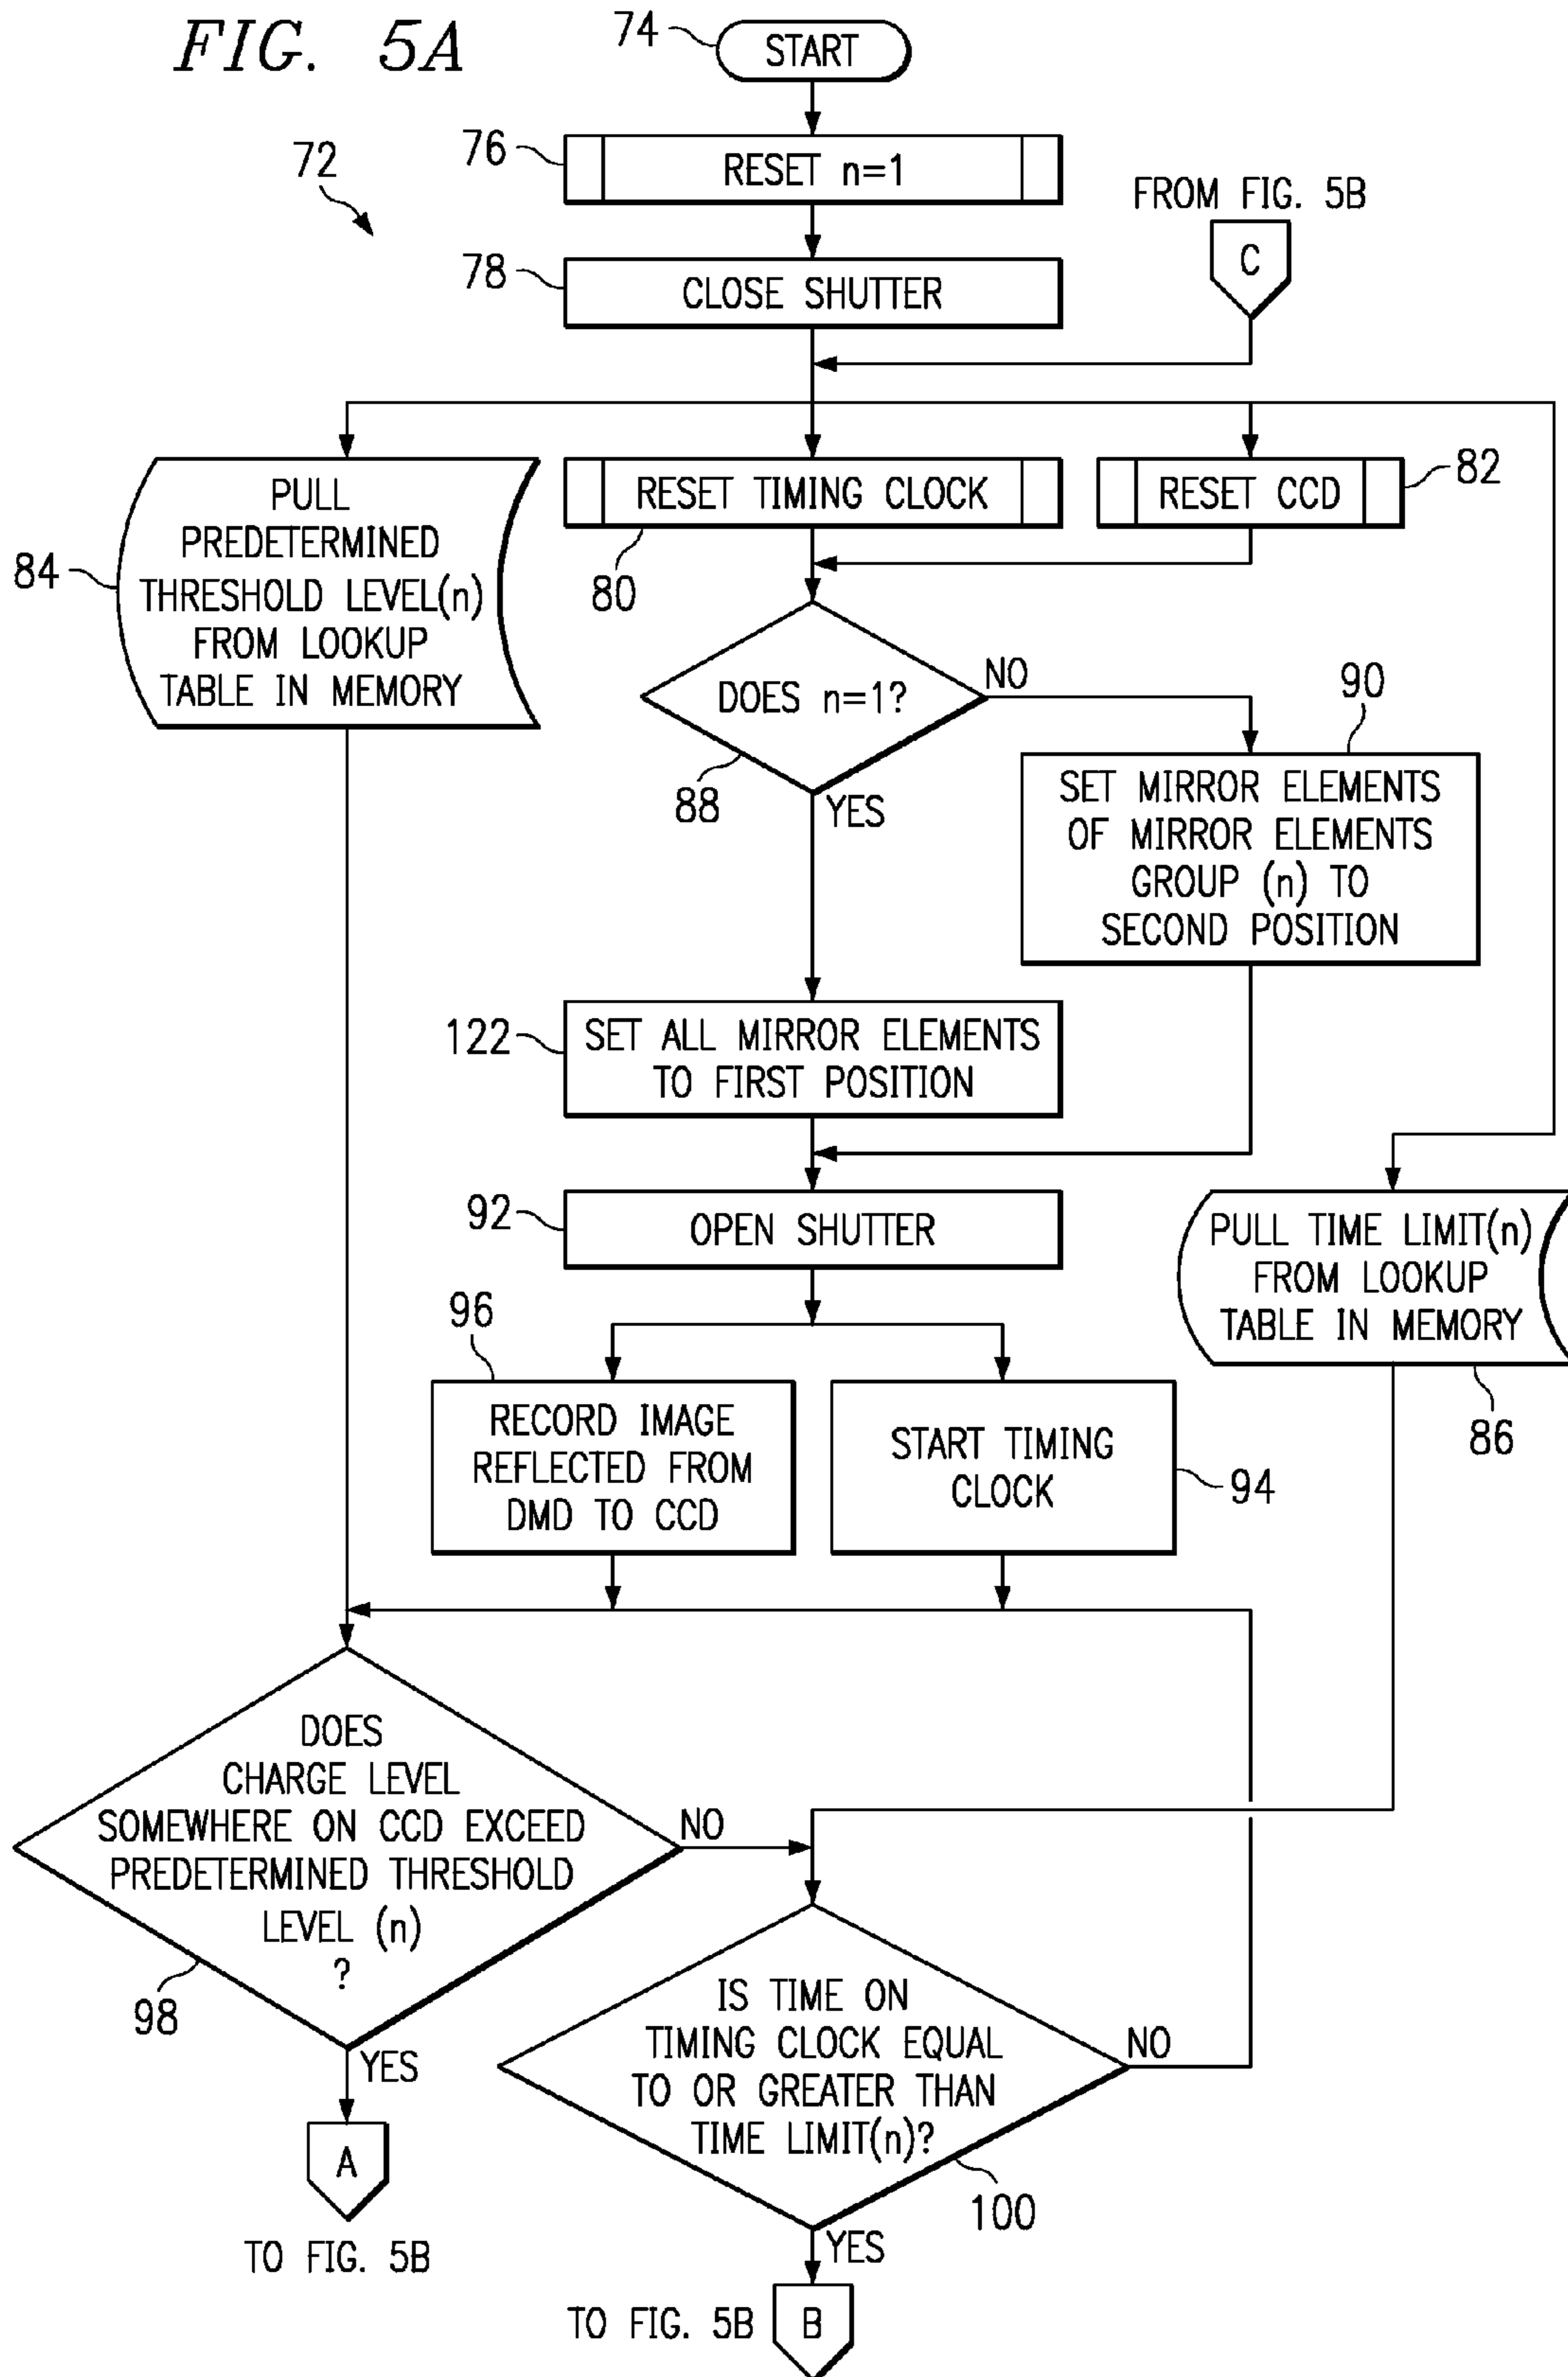 FIG. 5A
74
START
76
RESET n=1
72
FROM FIG. 5B
C
78
CLOSE SHUTTER
84
PULL
PREDETERMINED
THRESHOLD LEVEL(n)
FROM LOOKUP
TABLE IN MEMORY
RESET TIMING CLOCK
80
RESET CCD
82
DOES n=1?
88
NO
YES
90
SET MIRROR ELEMENTS
OF MIRROR ELEMENTS
GROUP (n) TO
SECOND POSITION
122
SET ALL MIRROR ELEMENTS
TO FIRST POSITION
92
OPEN SHUTTER
PULL TIME LIMIT(n)
FROM LOOKUP
TABLE IN MEMORY
86
96
RECORD IMAGE
REFLECTED FROM
DMD TO CCD
START TIMING
CLOCK
94
DOES
CHARGE LEVEL
SOMEWHERE ON CCD EXCEED
PREDETERMINED THRESHOLD
LEVEL (n)
?
98
NO
YES
A
TO FIG. 5B
IS TIME ON
TIMING CLOCK EQUAL
TO OR GREATER THAN
TIME LIMIT(n)?
100
NO
YES
TO FIG. 5B
B